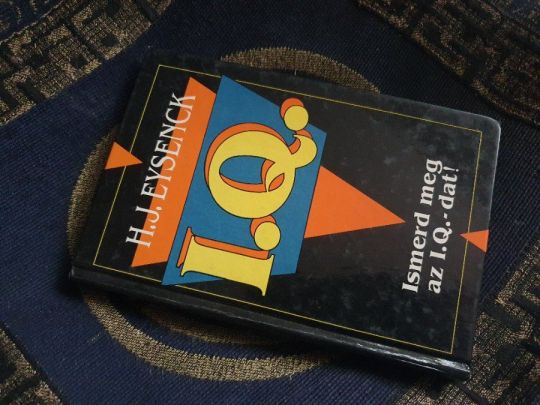 H.J. EYSENCK
I.Q.
Ismerd meg
az I.Q.-dat!